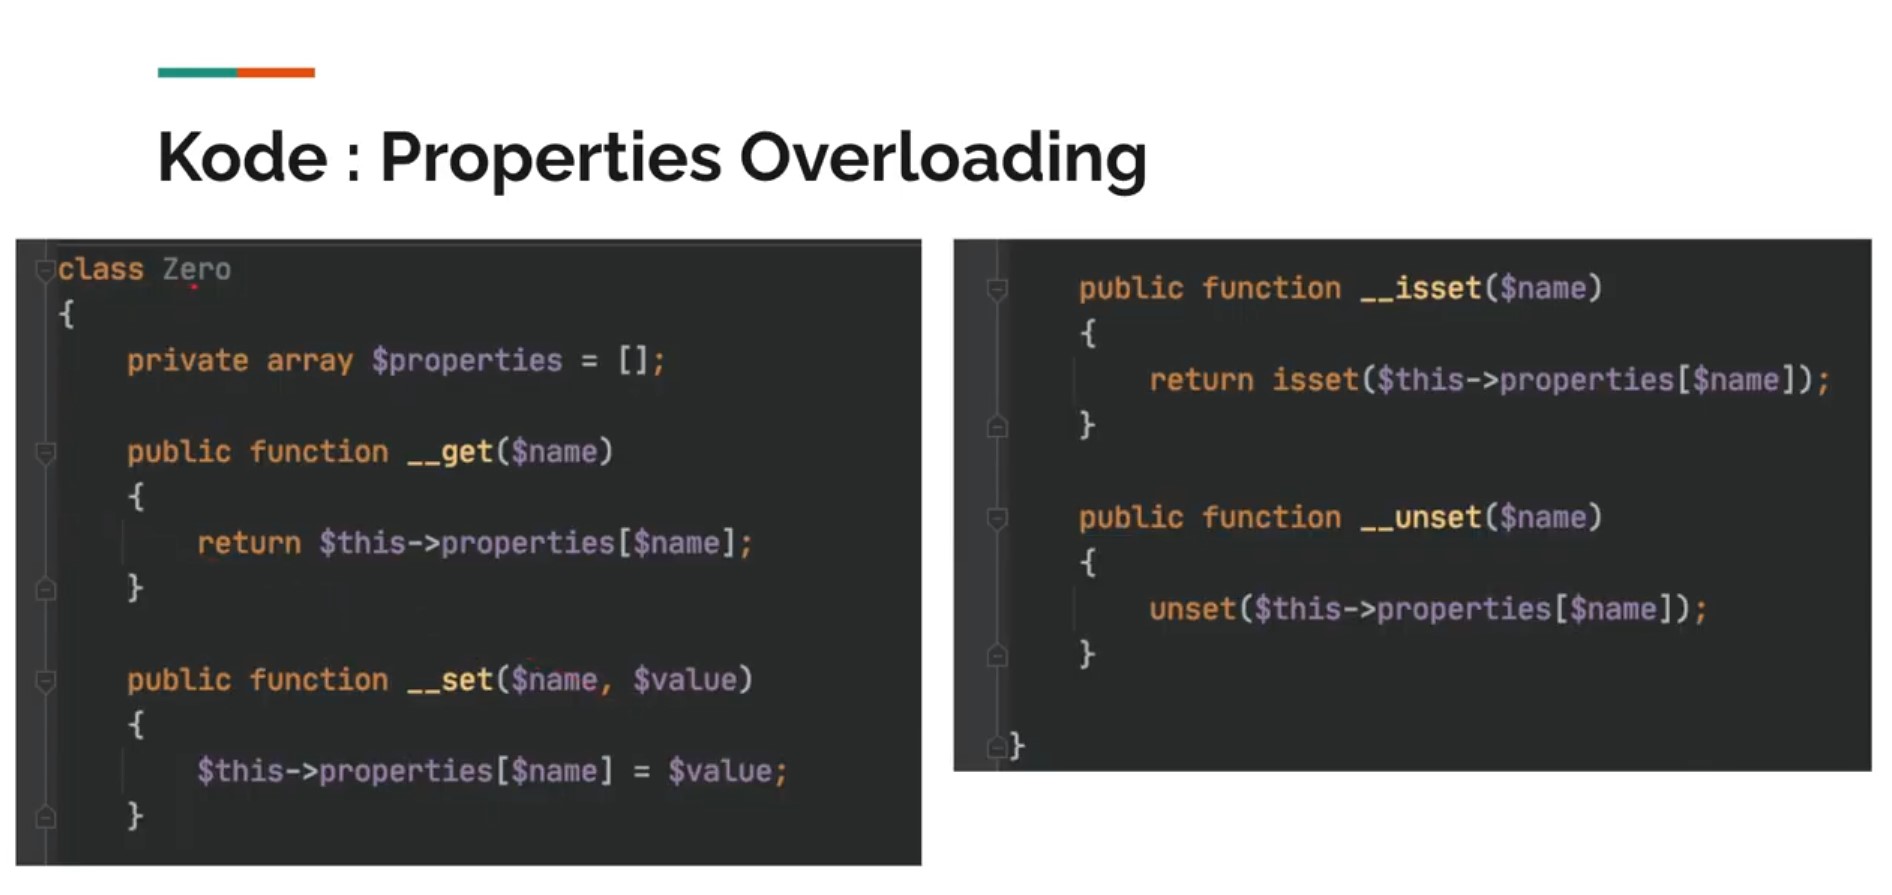 Kode : Properties Overloading
class Zero
{
    private array $properties = [];
    public function __get($name)
    {
        return $this->properties[$name];
    }
    public function __set($name, $value)
    {
        $this->properties[$name] = $value;
    }
    public function __isset($name)
    {
        return isset($this->properties[$name]);
    }
    public function __unset($name)
    {
        unset($this->properties[$name]);
    }
}